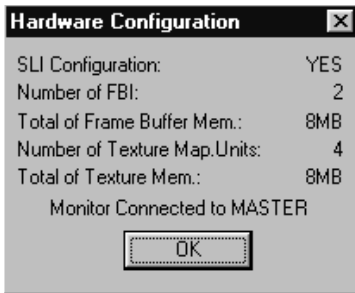 Hardware Configuration
SLI Configuration: YES
Number of FBI: 2
Total of Frame Buffer Mem.: 8MB
Number of Texture Map.Units: 4
Total of Texture Mem.: 8MB
Monitor Connected to MASTER
OK